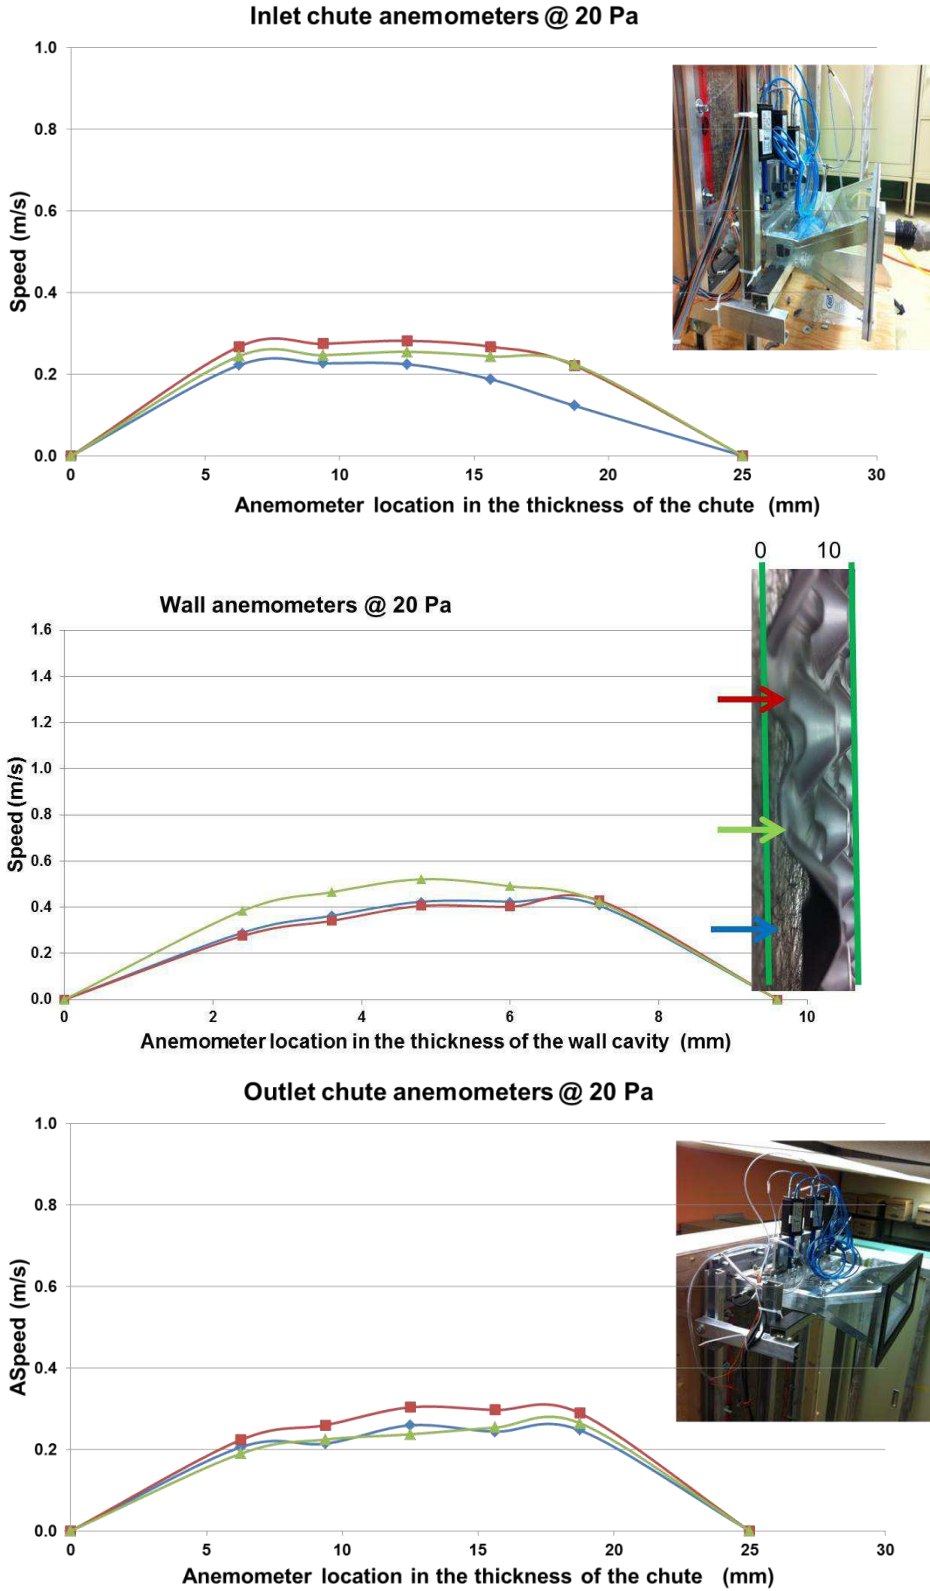 Inlet chute anemometers @ 20 Pa
1.0
0.8
0.6
0.4
0.2
0.0
Speed (m/s)
0 5 10 15 20 25 30
Anemometer location in the thickness of the chute (mm)
0 10
Wall anemometers @ 20 Pa
1.6
1.4
1.2
1.0
0.8
0.6
0.4
0.2
0.0
Speed (m/s)
0 2 4 6 8 10
Anemometer location in the thickness of the wall cavity (mm)
Outlet chute anemometers @ 20 Pa
1.0
0.8
0.6
0.4
0.2
0.0
ASpeed (m/s)
0 5 10 15 20 25 30
Anemometer location in the thickness of the chute (mm)